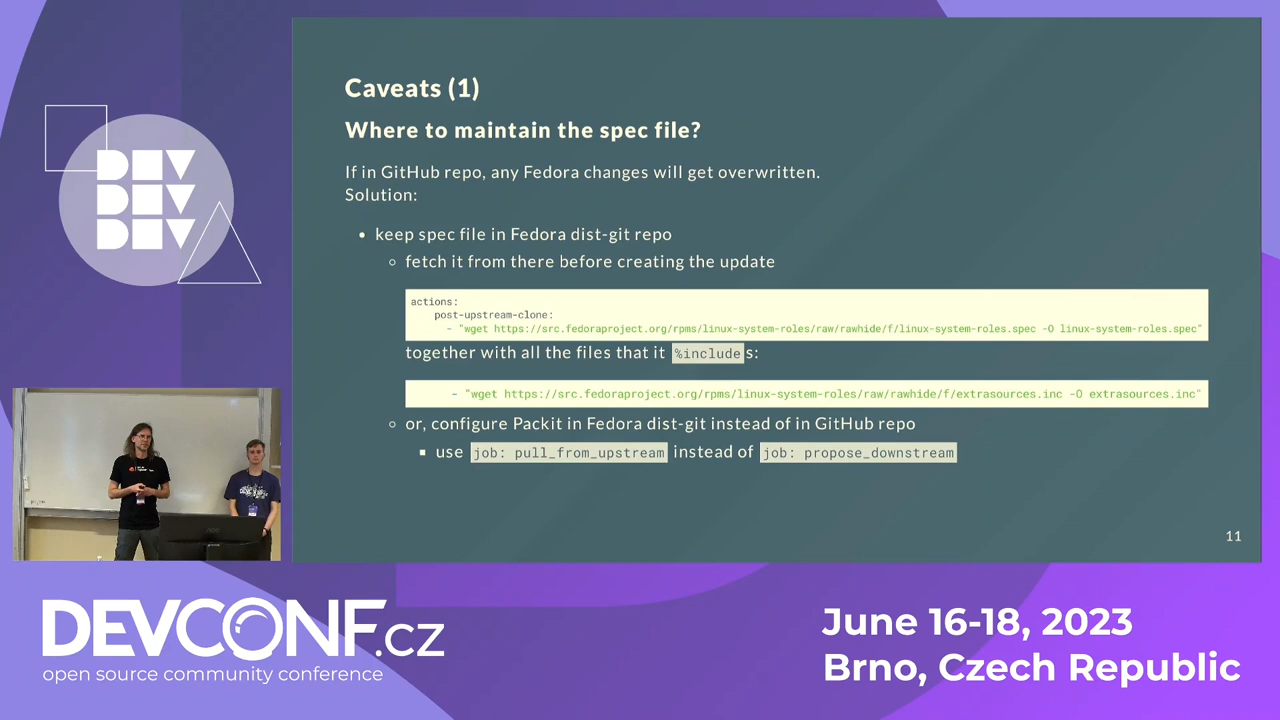 Caveats (1)
Where to maintain the spec file?
If in GitHub repo, any Fedora changes will get overwritten.
Solution:
• keep spec file in Fedora dist-git repo
◦ fetch it from there before creating the update
actions:
post-upstream-clone:
- "wget https://src.fedoraproject.org/rpms/linux-system-roles/raw/rawhide/f/linux-system-roles.spec -O linux-system-roles.spec"
together with all the files that it %include s:
- "wget https://src.fedoraproject.org/rpms/linux-system-roles/raw/rawhide/f/extrasources.inc -O extrasources.inc"
◦ or, configure Packit in Fedora dist-git instead of in GitHub repo
▪ use job: pull_from_upstream instead of job: propose_downstream
11
DEV
DEV
DEV
DEVCONF.cz
open source community conference
June 16-18, 2023
Brno, Czech Republic